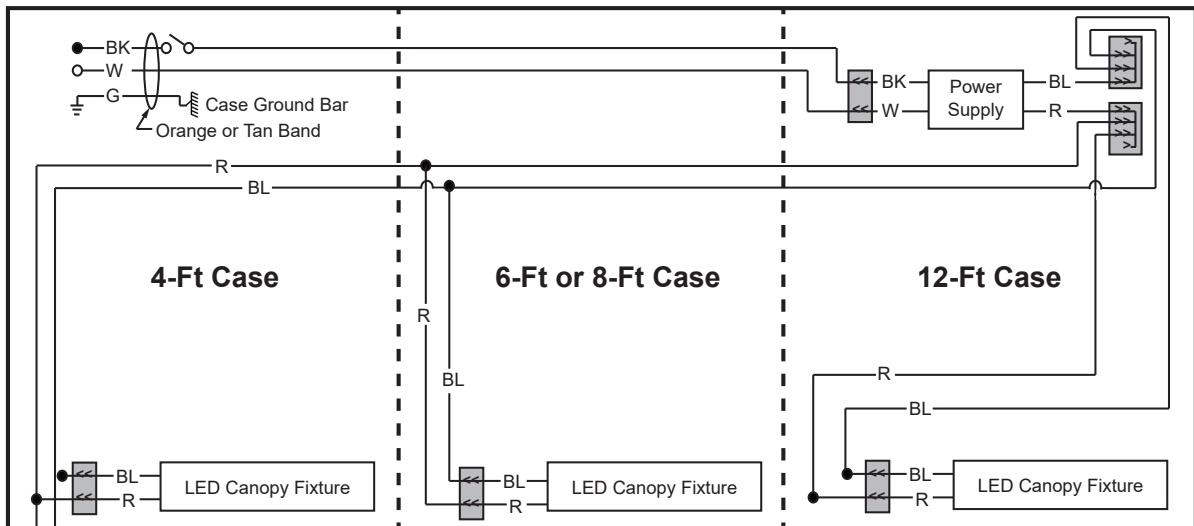 BK
W
G
Case Ground Bar
Orange or Tan Band
BK
W
Power
Supply
BL
R
R
BL
4-Ft Case
6-Ft or 8-Ft Case
12-Ft Case
R
BL
R
BL
BL
R
LED Canopy Fixture
BL
R
LED Canopy Fixture
BL
R
LED Canopy Fixture